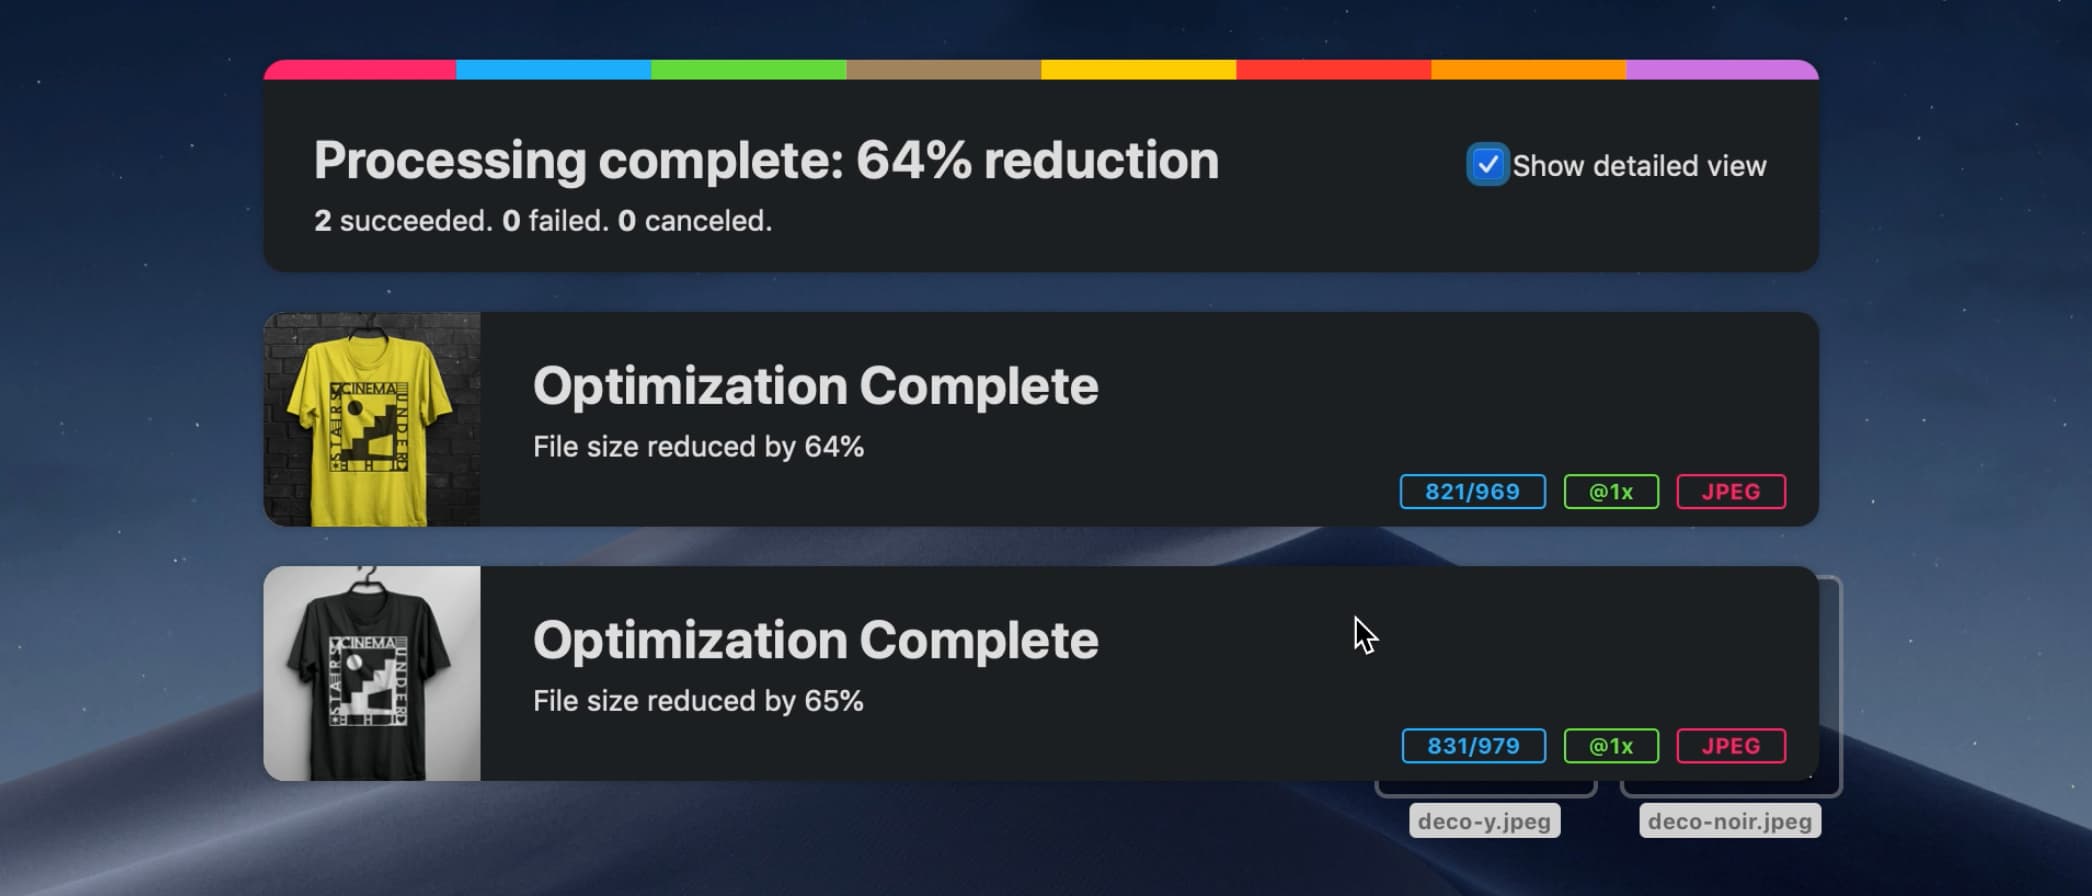 Processing complete: 64% reduction
Show detailed view
2 succeeded. 0 failed. 0 canceled.
CINEMA
STAIRS
UNDER
THE
Optimization Complete
File size reduced by 64%
821/969
@1x
JPEG
CINEMA
STAIRS
UNDER
THE
Optimization Complete
File size reduced by 65%
831/979
@1x
JPEG
deco-y.jpeg
deco-noir.jpeg